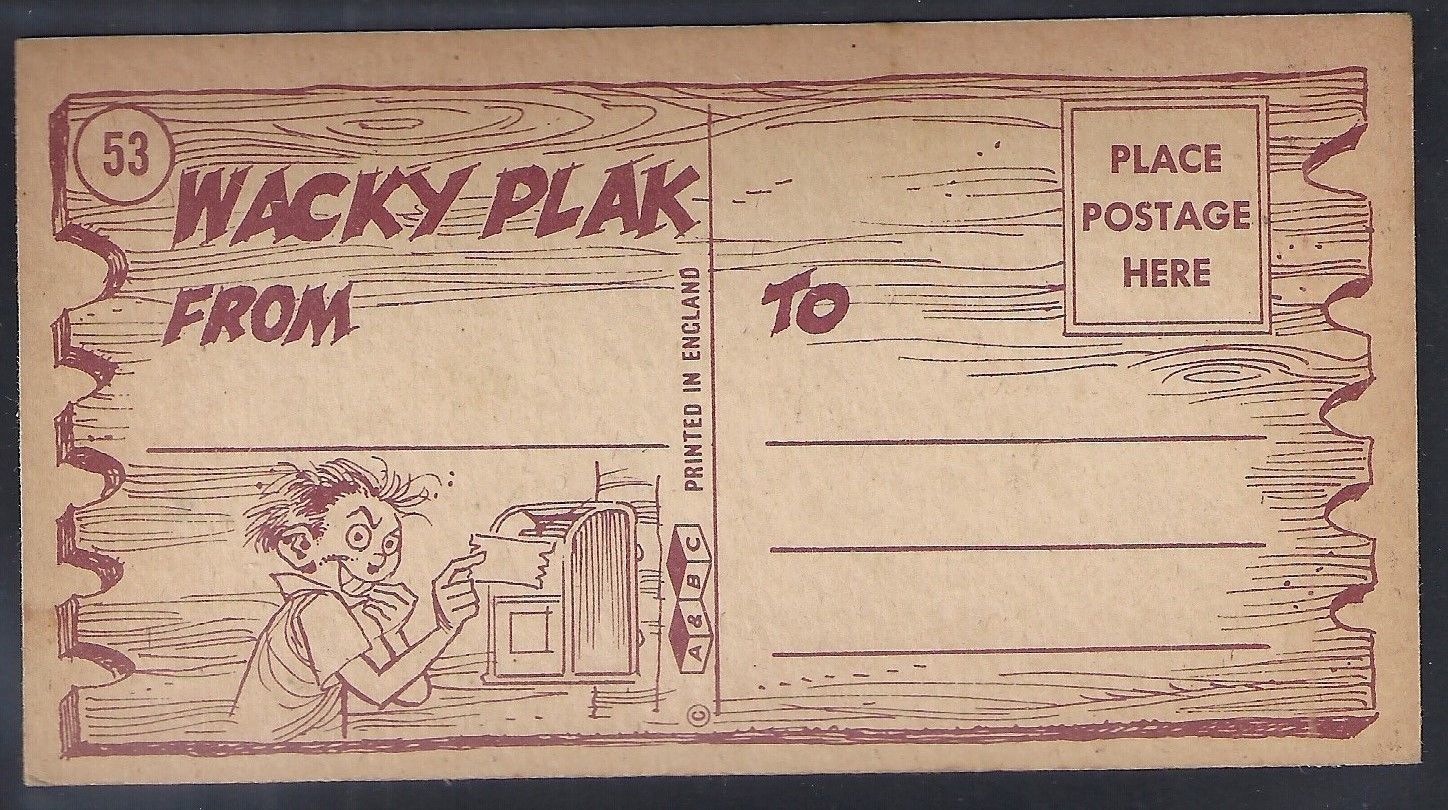 53
WACKY PLAK
FROM
PRINTED IN ENGLAND
A & B C
©
TO
PLACE
POSTAGE
HERE